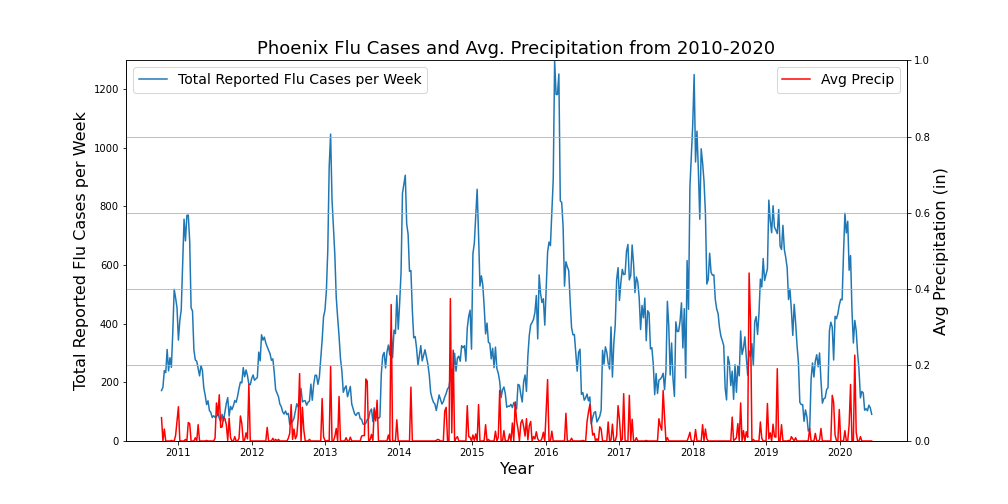 Phoenix Flu Cases and Avg. Precipitation from 2010-2020
Total Reported Flu Cases per Week
Avg Precip
Total Reported Flu Cases per Week
1200
1000
800
600
400
200
0
1.0
0.8
0.6
0.4
0.2
0.0
Avg Precipitation (in)
2011 2012 2013 2014 2015 2016 2017 2018 2019 2020
Year